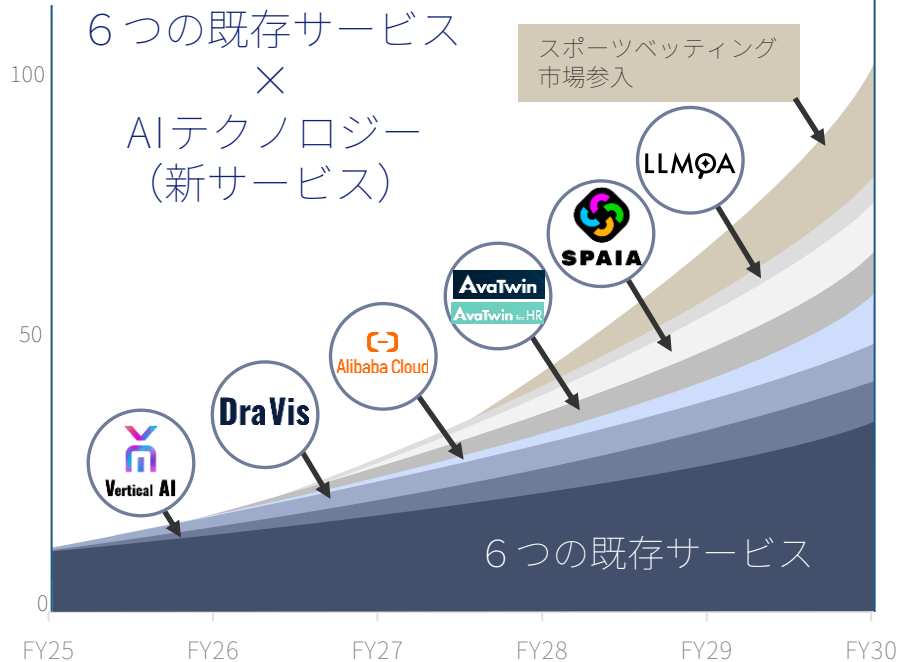 ６つの既存サービス
×
AIテクノロジー
（新サービス）
スポーツベッティング
市場参入
100
50
0
LLMOA
SPAIA
AvaTwin
AvaTwin for HR
Alibaba Cloud
DraVis
Vertical AI
６つの既存サービス
FY25
FY26
FY27
FY28
FY29
FY30